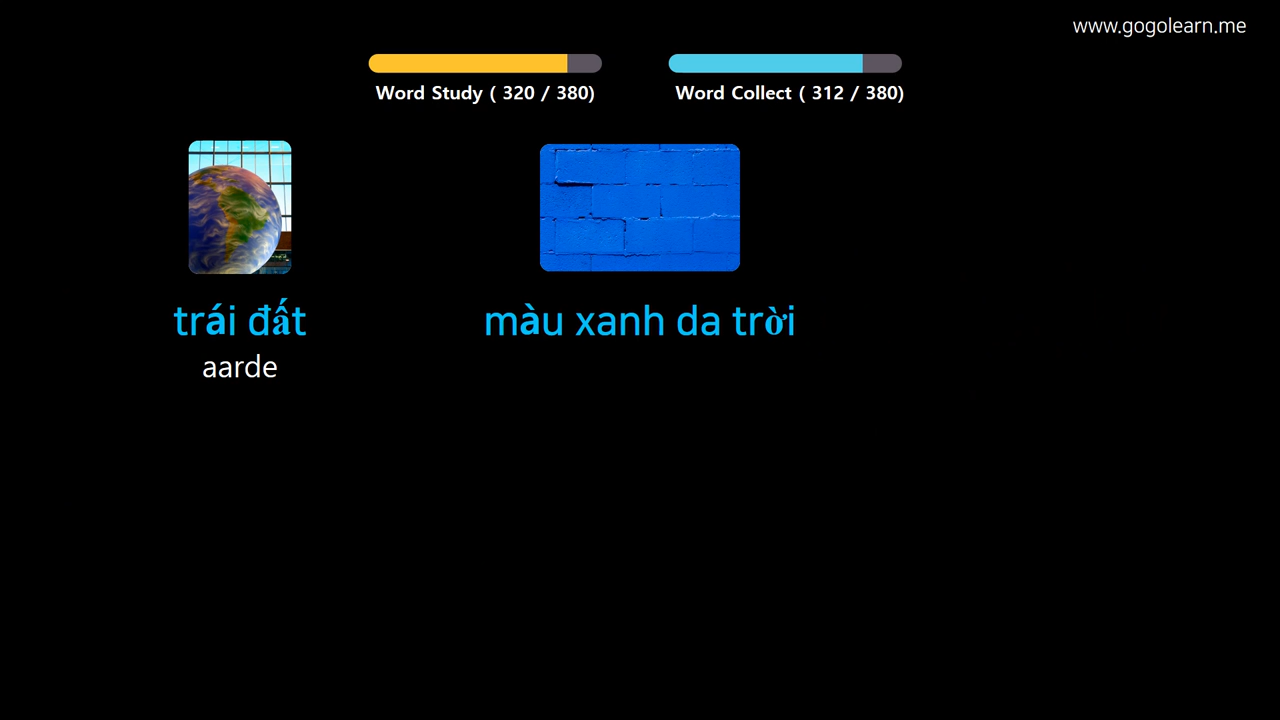 www.gogolearn.me
Word Study ( 320 / 380)
Word Collect ( 312 / 380)
trái đất
màu xanh da trời
aarde